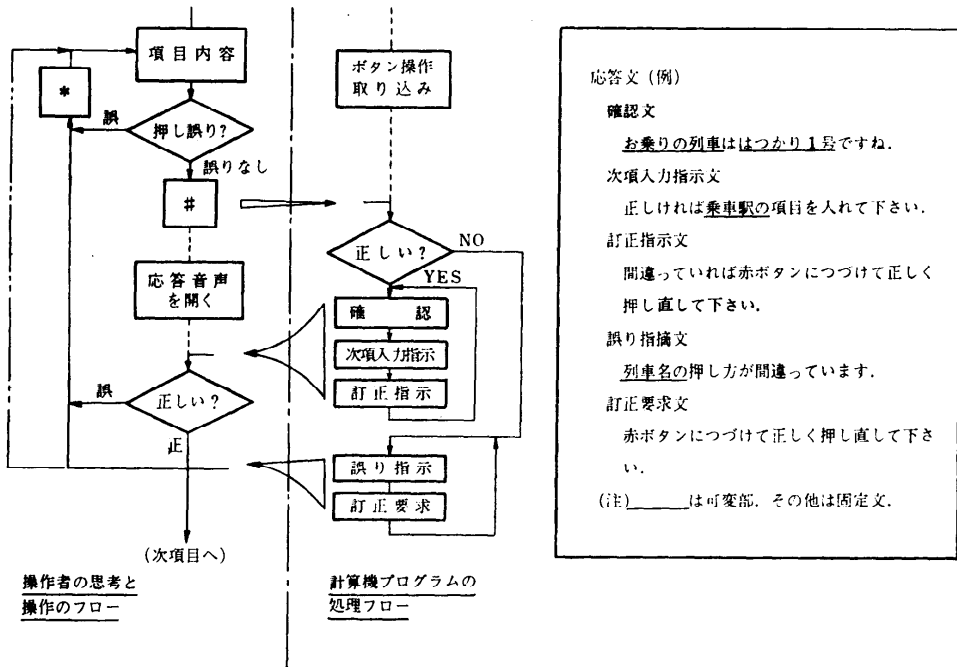 項目内容
*
誤
押し誤り?
誤りなし
#
応答音声
を聞く
誤
正しい?
正
(次項目へ)
操作者の思考と
操作のフロー
ボタン操作
取り込み
正しい?
NO
YES
確 認
次項入力指示
訂正指示
誤り指示
訂正要求
計算機プログラムの
処理フロー
応答文 (例)
確認文
お乗りの列車ははつかり1号ですね.
次項入力指示文
正しければ乗車駅の項目を入れて下さい.
訂正指示文
間違っていれば赤ボタンにつづけて正しく
押し直して下さい.
誤り指摘文
列車名の押し方が間違っています.
訂正要求文
赤ボタンにつづけて正しく押し直して下さ
い.
(注)______は可変部. その他は固定文.